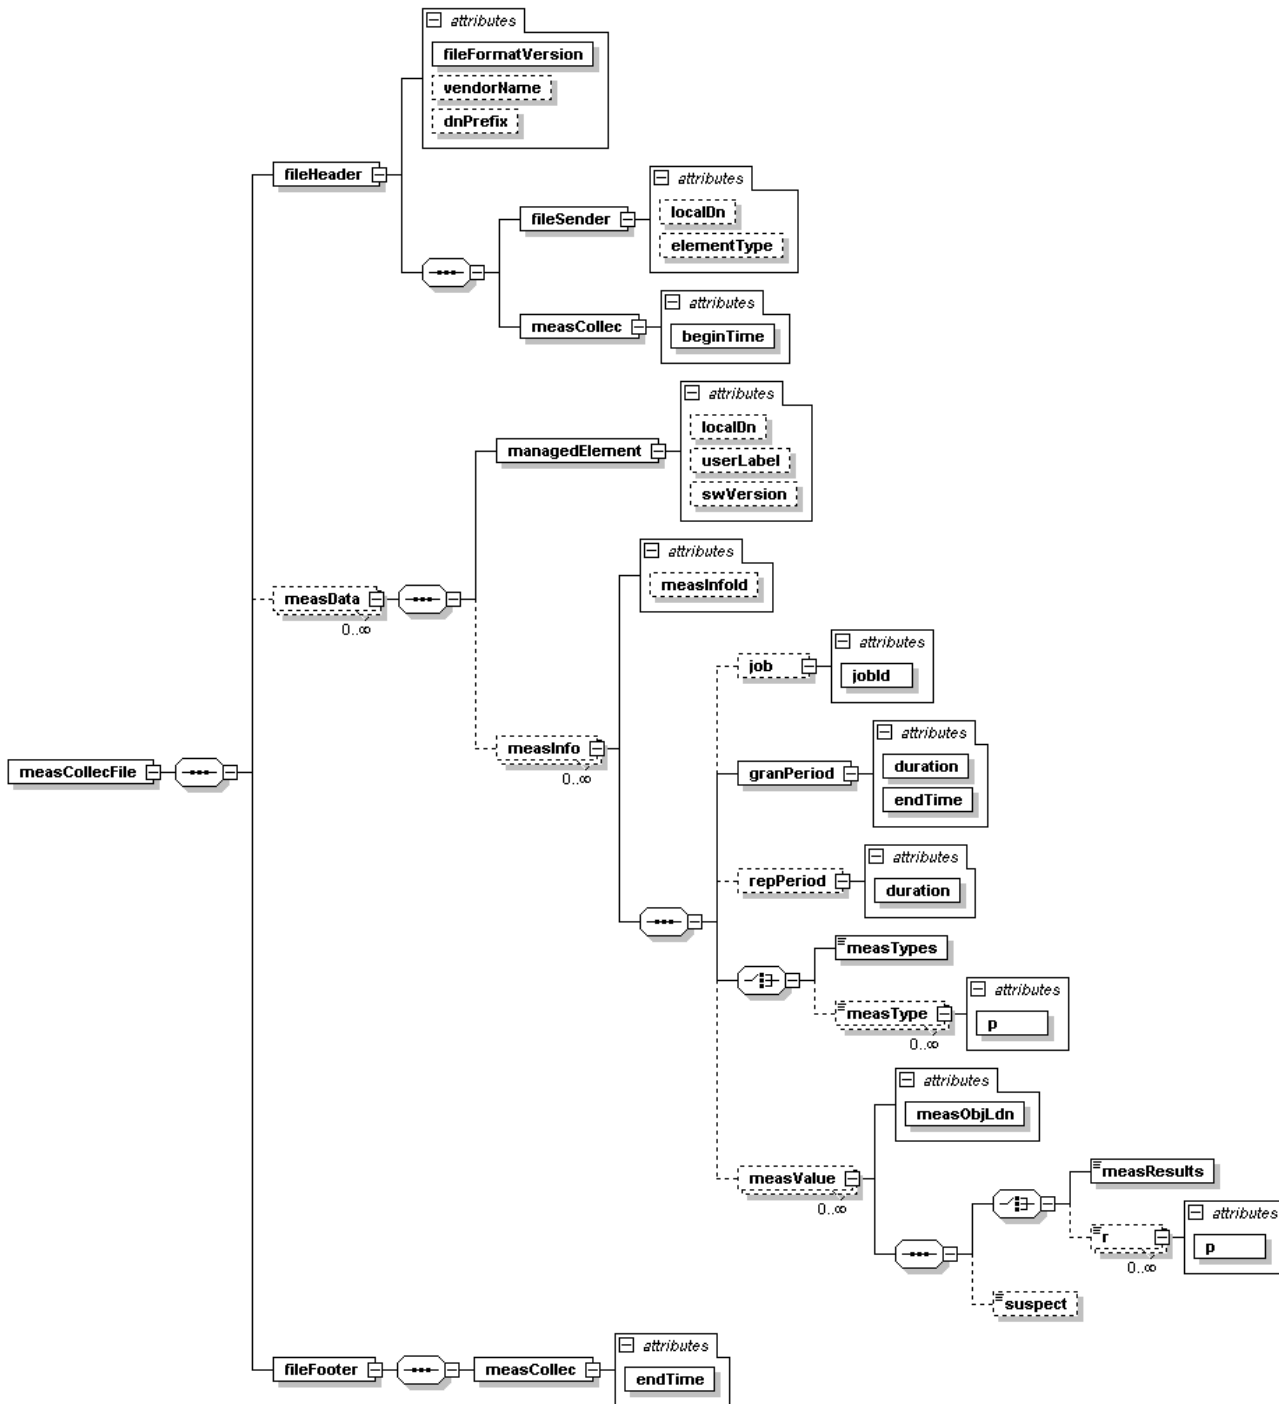 attributes
fileFormatVersion
vendorName
dnPrefix
fileHeader
attributes
localDn
elementType
fileSender
attributes
beginTime
measCollec
attributes
localDn
userLabel
swVersion
managedElement
attributes
measInfoId
measData
0..∞
attributes
jobId
job
measInfo
0..∞
attributes
duration
endTime
granPeriod
measCollecFile
attributes
duration
repPeriod
measTypes
attributes
p
measType
0..∞
attributes
measObjLdn
measValue
0..∞
measResults
attributes
p
r
0..∞
suspect
fileFooter
measCollec
attributes
endTime